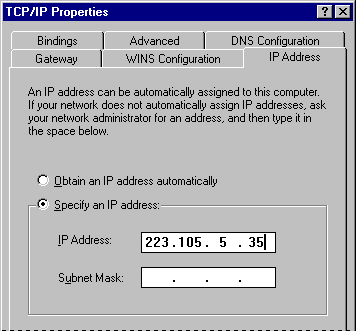 TCP/IP Properties
Bindings Advanced DNS Configuration
Gateway WINS Configuration IP Address
An IP address can be automatically assigned to this computer.
If your network does not automatically assign IP addresses, ask
your network administrator for an address, and then type it in
the space below.
Obtain an IP address automatically
Specify an IP address:
IP Address: 223.105. 5 .35
Subnet Mask: . . .